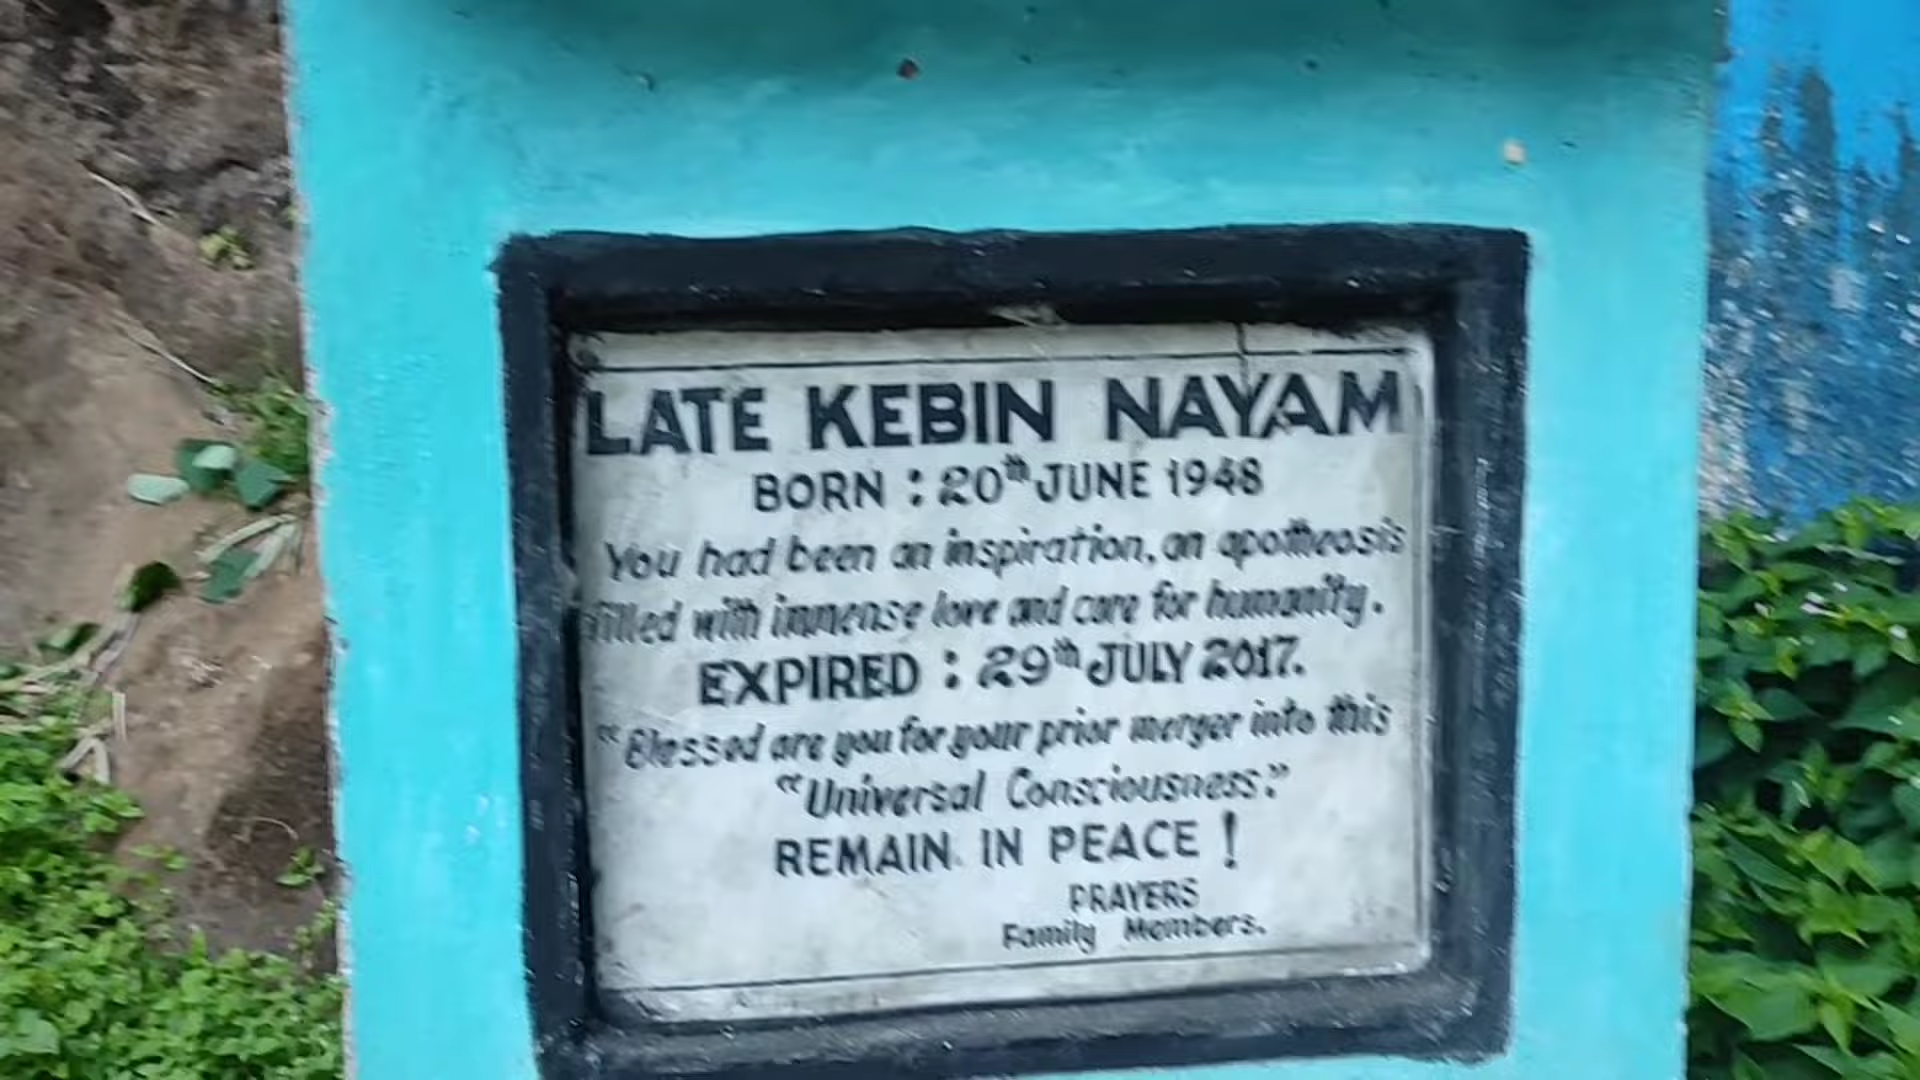 LATE KEBIN NAYAM
BORN : 20th JUNE 1948
You had been an inspiration, an apotheosis
filled with immense love and care for humanity.
EXPIRED : 29th JULY 2017.
"Blessed are you for your prior merger into this
"Universal Consciousness."
REMAIN IN PEACE !
PRAYERS
Family Members.